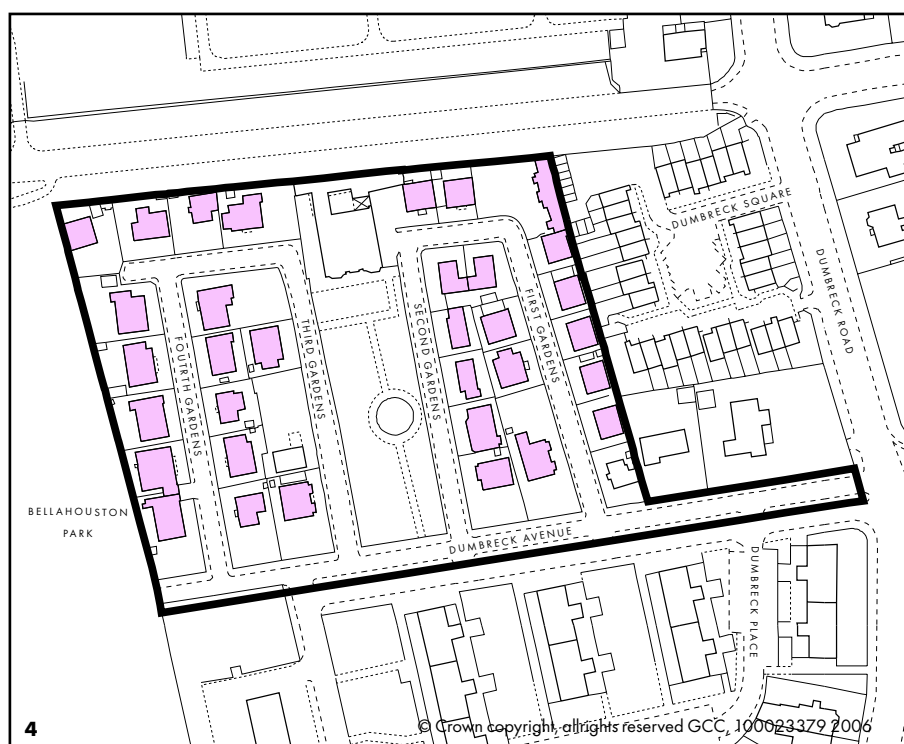 DUMBRECK SQUARE
DUMBRECK ROAD
FIRST GARDENS
SECOND GARDENS
THIRD GARDENS
FOURTH GARDENS
BELLAHOUSTON
PARK
DUMBRECK AVENUE
DUMBRECK PLACE
4
© Crown copyright, all rights reserved GCC, 100023379 2006